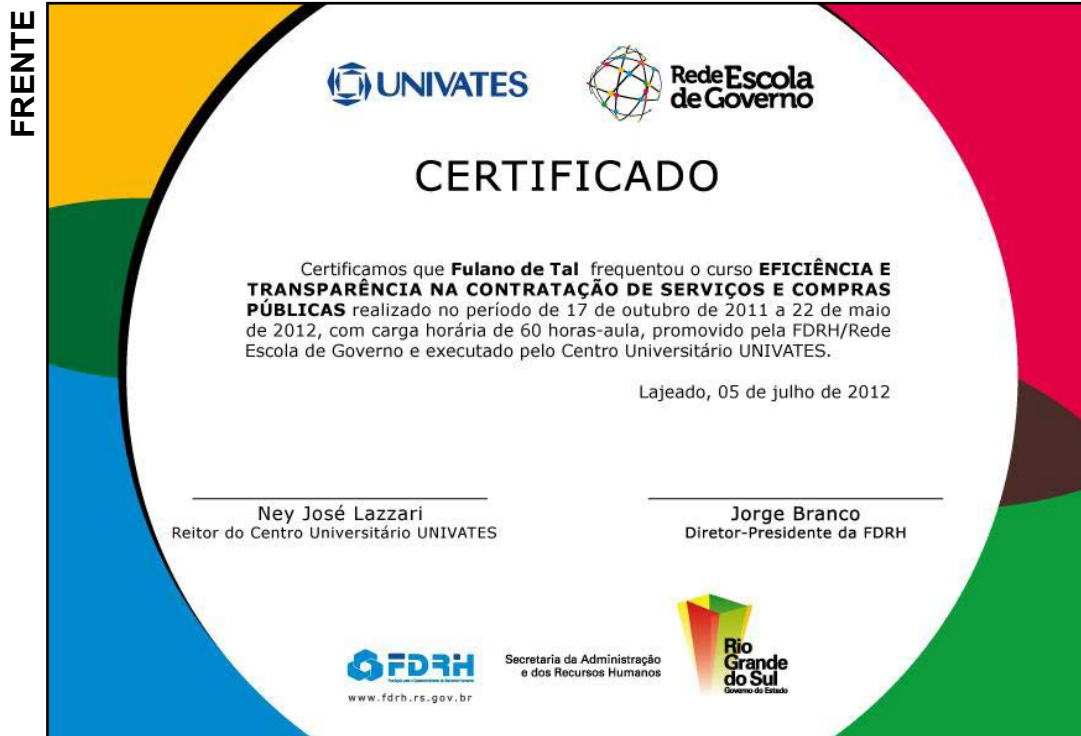 FRENTE
UNIVATES
Rede Escola
de Governo
CERTIFICADO
Certificamos que Fulano de Tal frequentou o curso EFICIÊNCIA E
TRANSPARÊNCIA NA CONTRATAÇÃO DE SERVIÇOS E COMPRAS
PÚBLICAS realizado no período de 17 de outubro de 2011 a 22 de maio
de 2012, com carga horária de 60 horas-aula, promovido pela FDRH/Rede
Escola de Governo e executado pelo Centro Universitário UNIVATES.
Lajeado, 05 de julho de 2012
Ney José Lazzari
Reitor do Centro Universitário UNIVATES
Jorge Branco
Diretor-Presidente da FDRH
FDRH
www.fdrh.rs.gov.br
Secretaria da Administração
e dos Recursos Humanos
Rio
Grande
do Sul
Governo do Estado